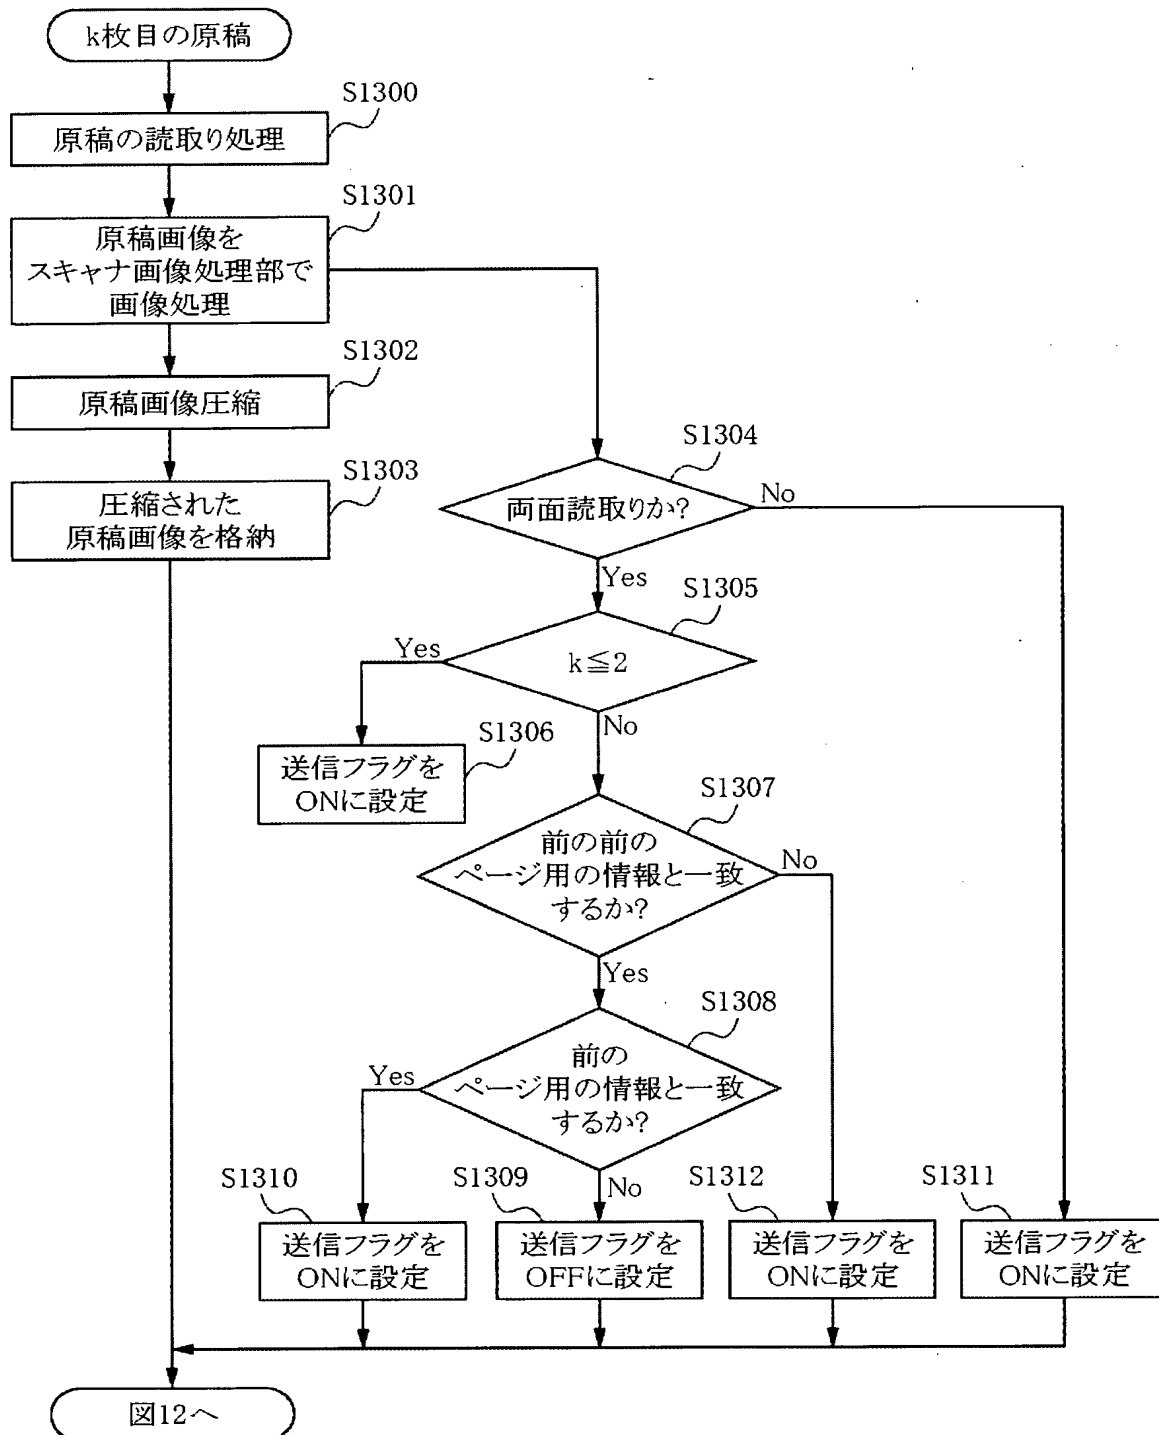 k枚目の原稿
S1300
原稿の読取り処理
S1301
原稿画像を
スキャナ画像処理部で
画像処理
S1302
原稿画像圧縮
S1303
圧縮された
原稿画像を格納
S1304
両面読取りか?
No
Yes
S1305
k≦2
Yes
No
S1306
送信フラグを
ONに設定
S1307
前の前の
ページ用の情報と一致
するか?
No
Yes
S1308
前の
ページ用の情報と一致
するか?
Yes
No
S1310
送信フラグを
ONに設定
S1309
送信フラグを
OFFに設定
S1312
送信フラグを
ONに設定
S1311
送信フラグを
ONに設定
図12へ